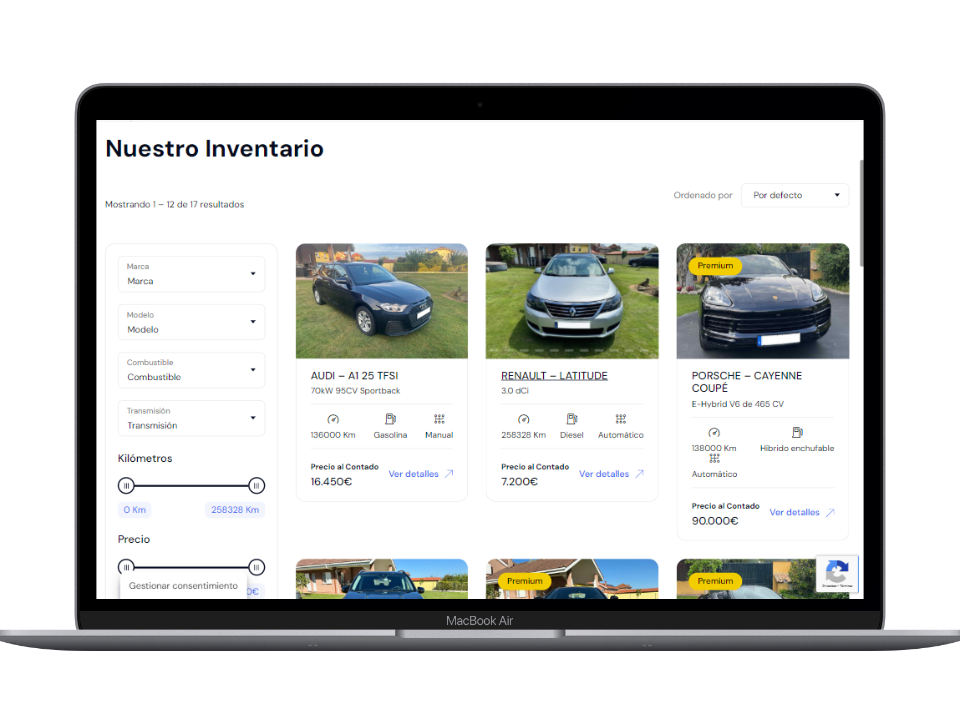 Nuestro Inventario
Mostrando 1 – 12 de 17 resultados
Ordenado por
Por defecto
Marca
Marca
Modelo
Modelo
Combustible
Combustible
Transmisión
Transmisión
Kilómetros
0 Km
258328 Km
Precio
0€
Gestionar consentimiento
AUDI – A1 25 TFSI
70kW 95CV Sportback
136000 Km
Gasolina
Manual
Precio al Contado
16.450€
Ver detalles
RENAULT – LATITUDE
3.0 dCi
258328 Km
Diesel
Automático
Precio al Contado
7.200€
Ver detalles
Premium
PORSCHE – CAYENNE
COUPÉ
E-Hybrid V6 de 465 CV
138000 Km
Híbrido enchufable
Automático
Precio al Contado
90.000€
Ver detalles
Premium
Premium
MacBook Air